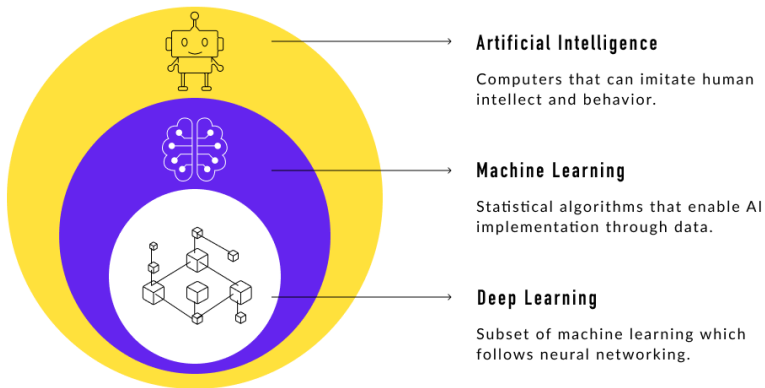 Artificial Intelligence
Computers that can imitate human
intellect and behavior.
Machine Learning
Statistical algorithms that enable AI
implementation through data.
Deep Learning
Subset of machine learning which
follows neural networking.